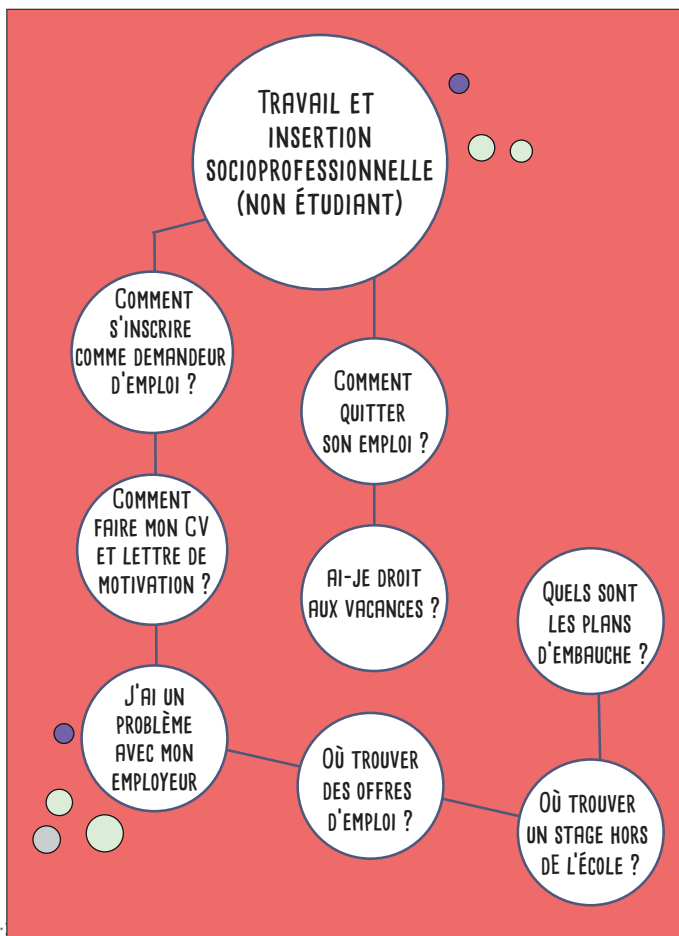 Travail et
insertion
socioprofessionnelle
(non étudiant)
Comment
s'inscrire
comme demandeur
d'emploi ?
Comment
quitter
son emploi ?
Comment
faire mon CV
et lettre de
motivation ?
ai-je droit
aux vacances ?
Quels sont
les plans
d'embauche ?
J'ai un
problème
avec mon
employeur
Où trouver
des offres
d'emploi ?
Où trouver
un stage hors
de l'école ?